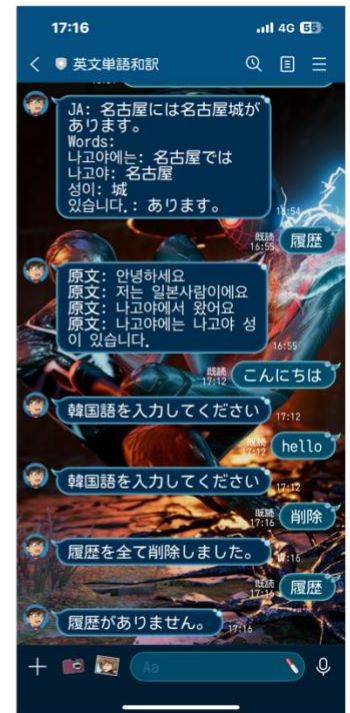 17:16
4G 55
英文単語和訳
JA: 名古屋には名古屋城が
あります。
Words:
나고야에는: 名古屋では
나고야: 名古屋
성이: 城
있습니다.: あります。
16:54
既読
16:55
履歴
原文: 안녕하세요
原文: 저는 일본사람이에요
原文: 나고야에서 왔어요
原文: 나고야에는 나고야 성
이 있습니다.
16:55
既読
17:12
こんにちは
韓国語を入力してください
17:12
既読
17:12
hello
韓国語を入力してください
17:12
既読
17:16
削除
履歴を全て削除しました。
17:16
既読
17:16
履歴
履歴がありません。
17:16
Aa